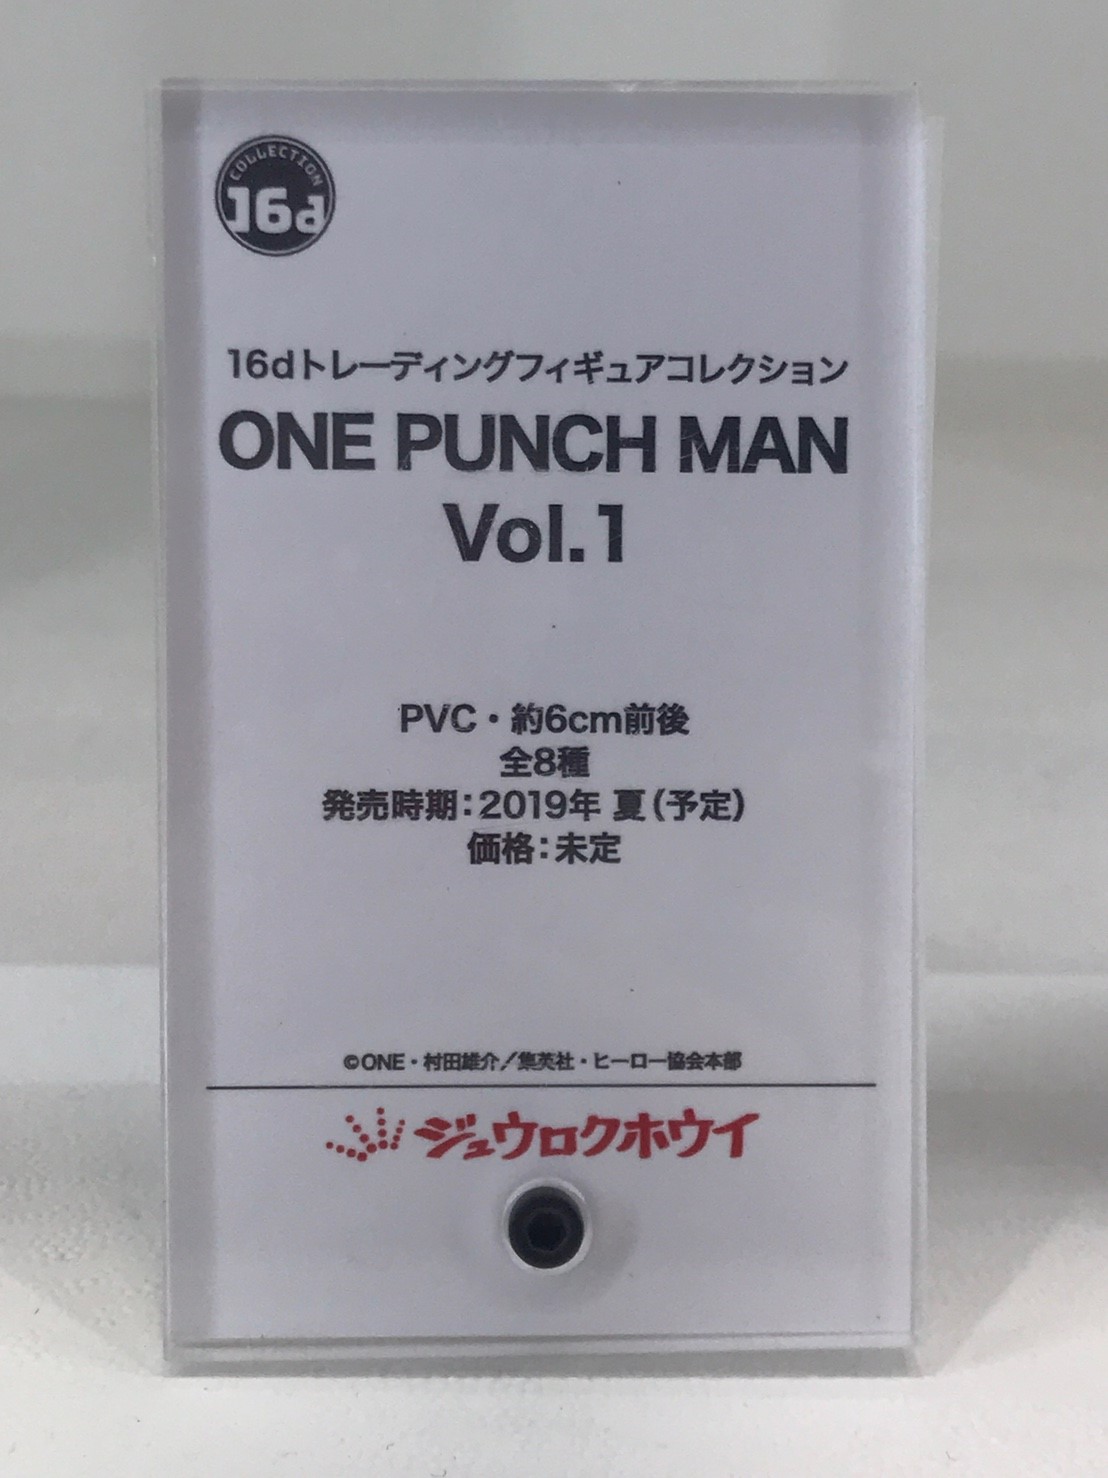 COLLECTION
16d
16dトレーディングフィギュアコレクション
ONE PUNCH MAN
Vol.1
PVC・約6cm前後
全8種
発売時期：2019年 夏（予定）
価格：未定
©ONE・村田雄介／集英社・ヒーロー協会本部
ジュウロクホウイ